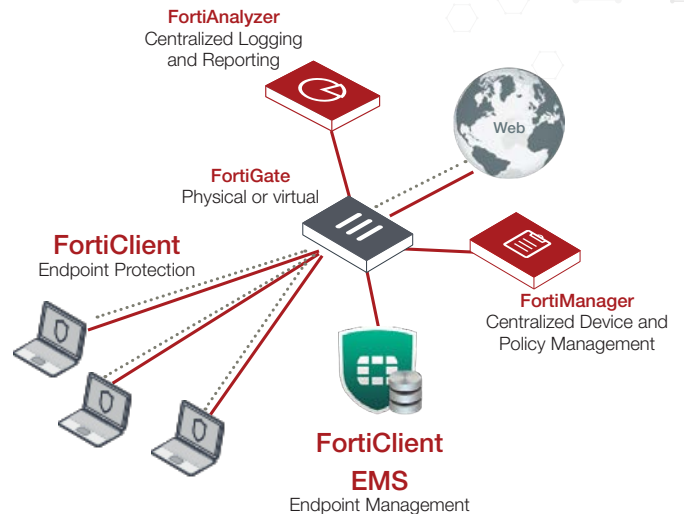 FortiAnalyzer
Centralized Logging
and Reporting
Web
FortiGate
Physical or virtual
FortiClient
Endpoint Protection
FortiManager
Centralized Device and
Policy Management
FortiClient
EMS
Endpoint Management